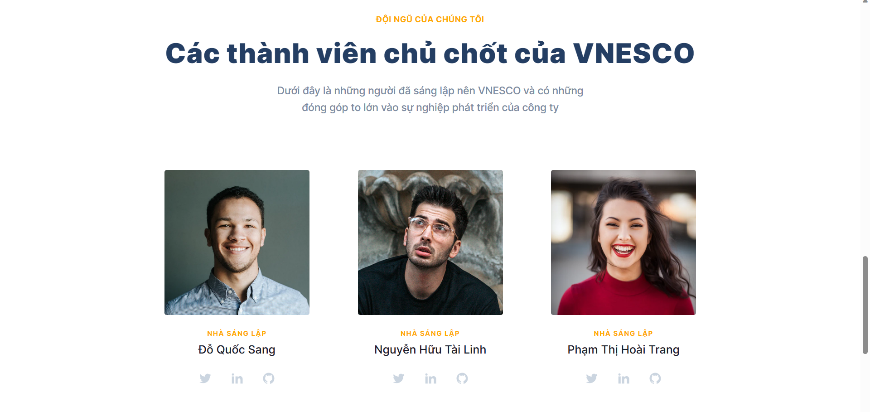 ĐỘI NGŨ CỦA CHÚNG TÔI
Các thành viên chủ chốt của VNESCO
Dưới đây là những người đã sáng lập nên VNESCO và có những
đóng góp to lớn vào sự nghiệp phát triển của công ty
NHÀ SÁNG LẬP
Đỗ Quốc Sang
NHÀ SÁNG LẬP
Nguyễn Hữu Tài Linh
NHÀ SÁNG LẬP
Phạm Thị Hoài Trang